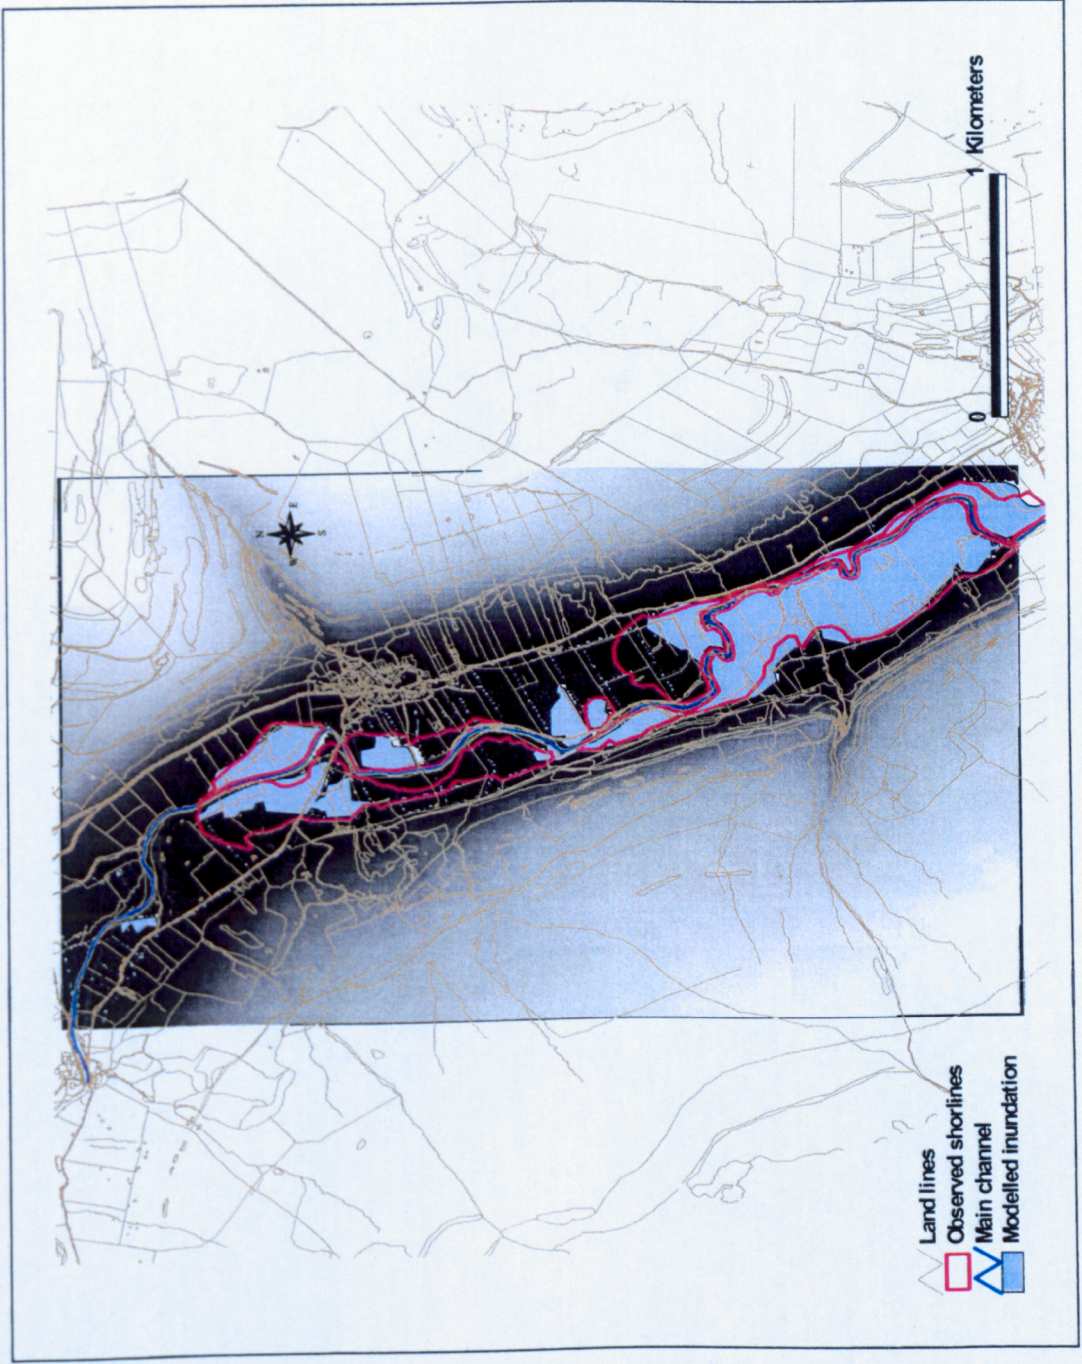 N
E
S
W
0
1 Kilometers
Land lines
Observed shorlines
Main channel
Modelled inundation